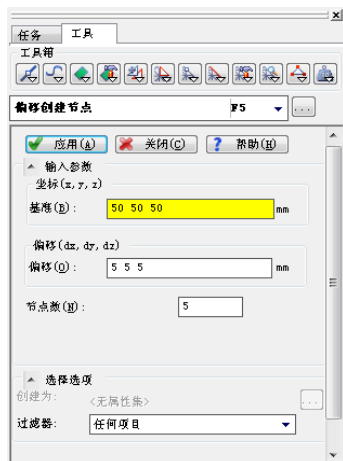 任务 工具
工具箱
偏移创建节点 F5 ...
应用(A) 关闭(C) ? 帮助(H)
输入参数
坐标(x, y, z)
基准(B): 50 50 50 mm
偏移(dx, dy, dz)
偏移(O): 5 5 5 mm
节点数(N): 5
选择选项
创建为: <无属性集> ...
过滤器: 任何项目